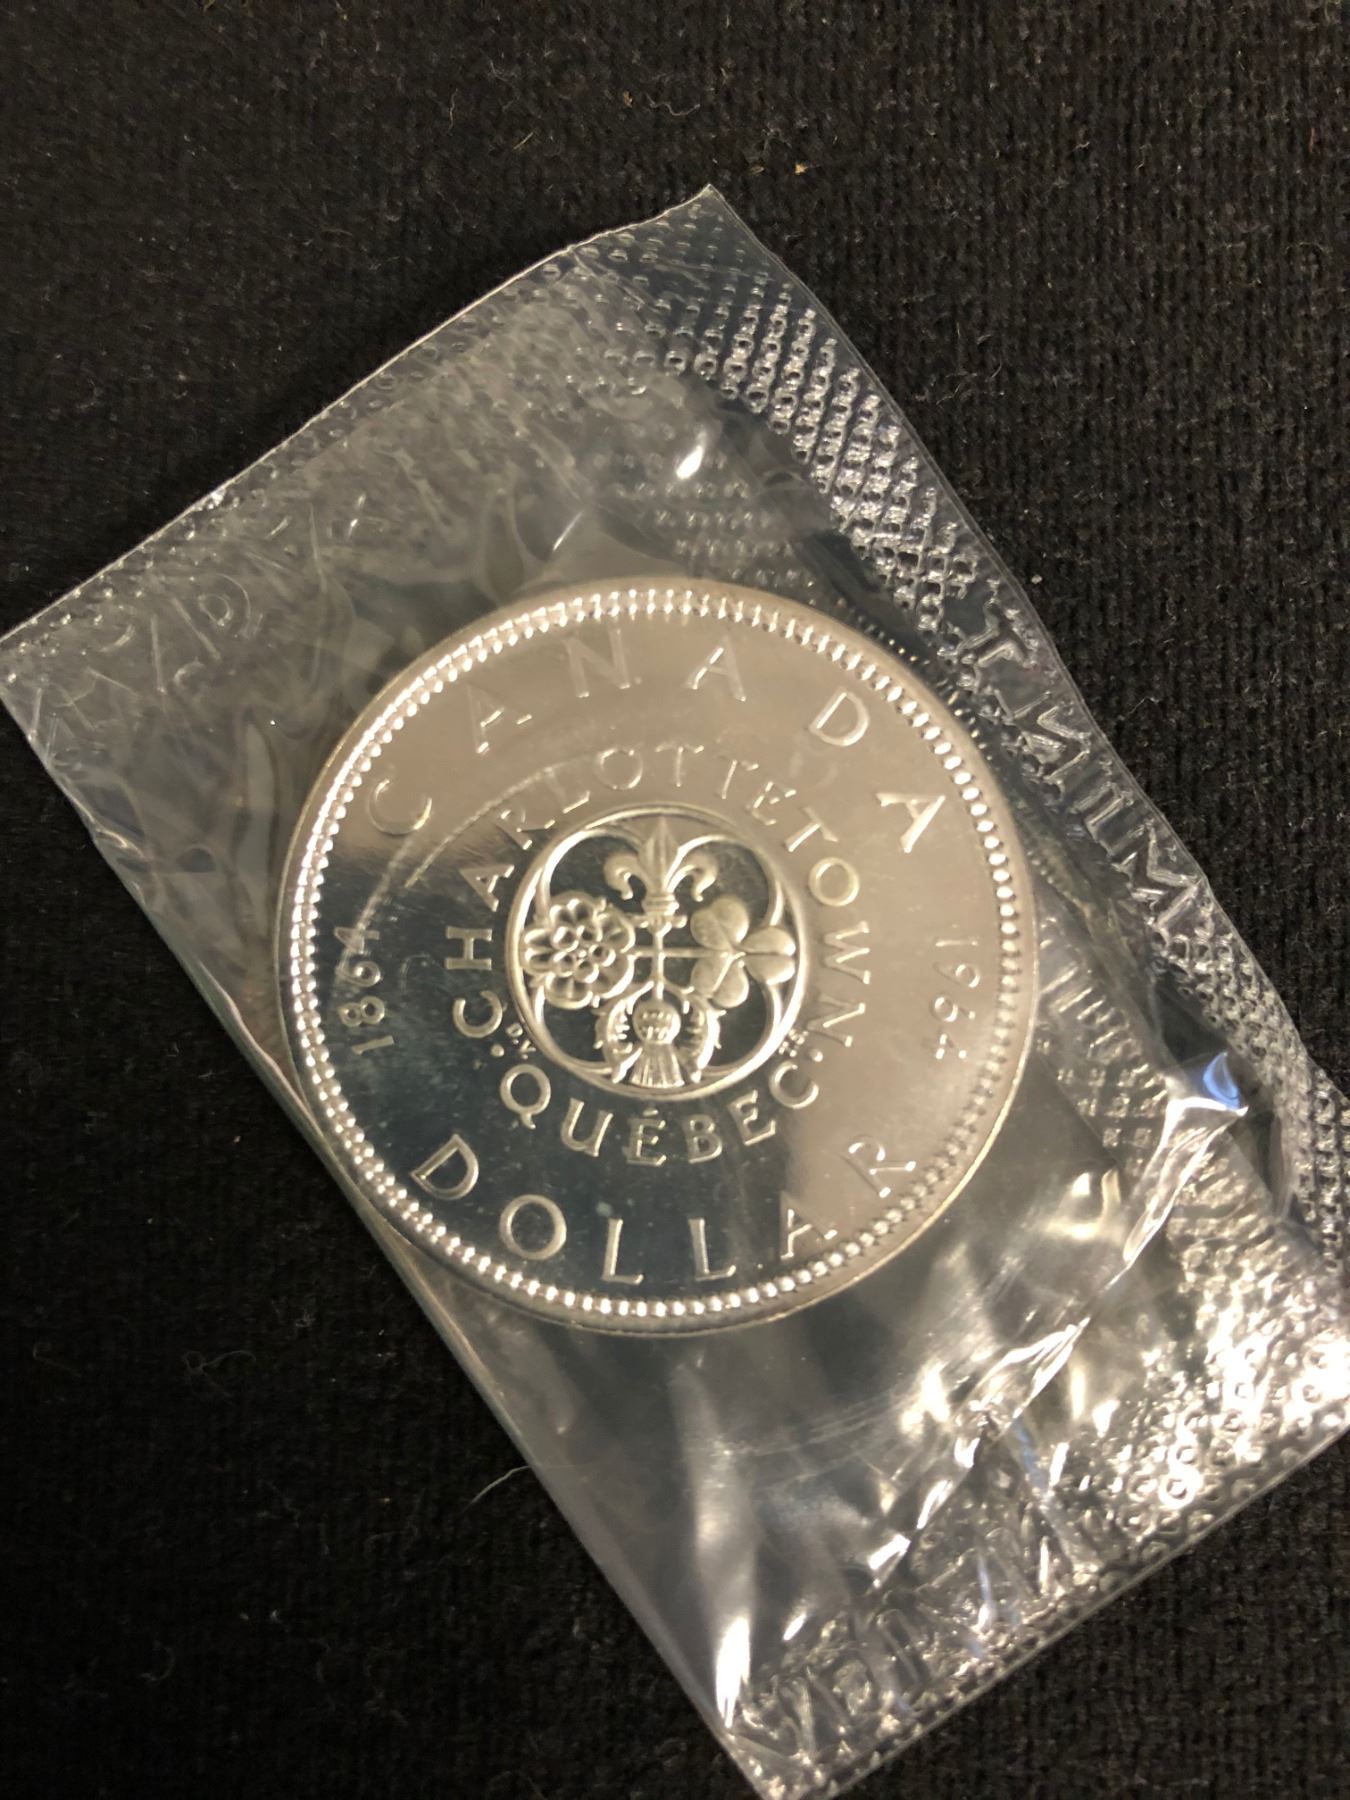 CANADA
1864
1964
CHARLOTTETOWN
• QUÉBEC •
D.V.
DOLLAR